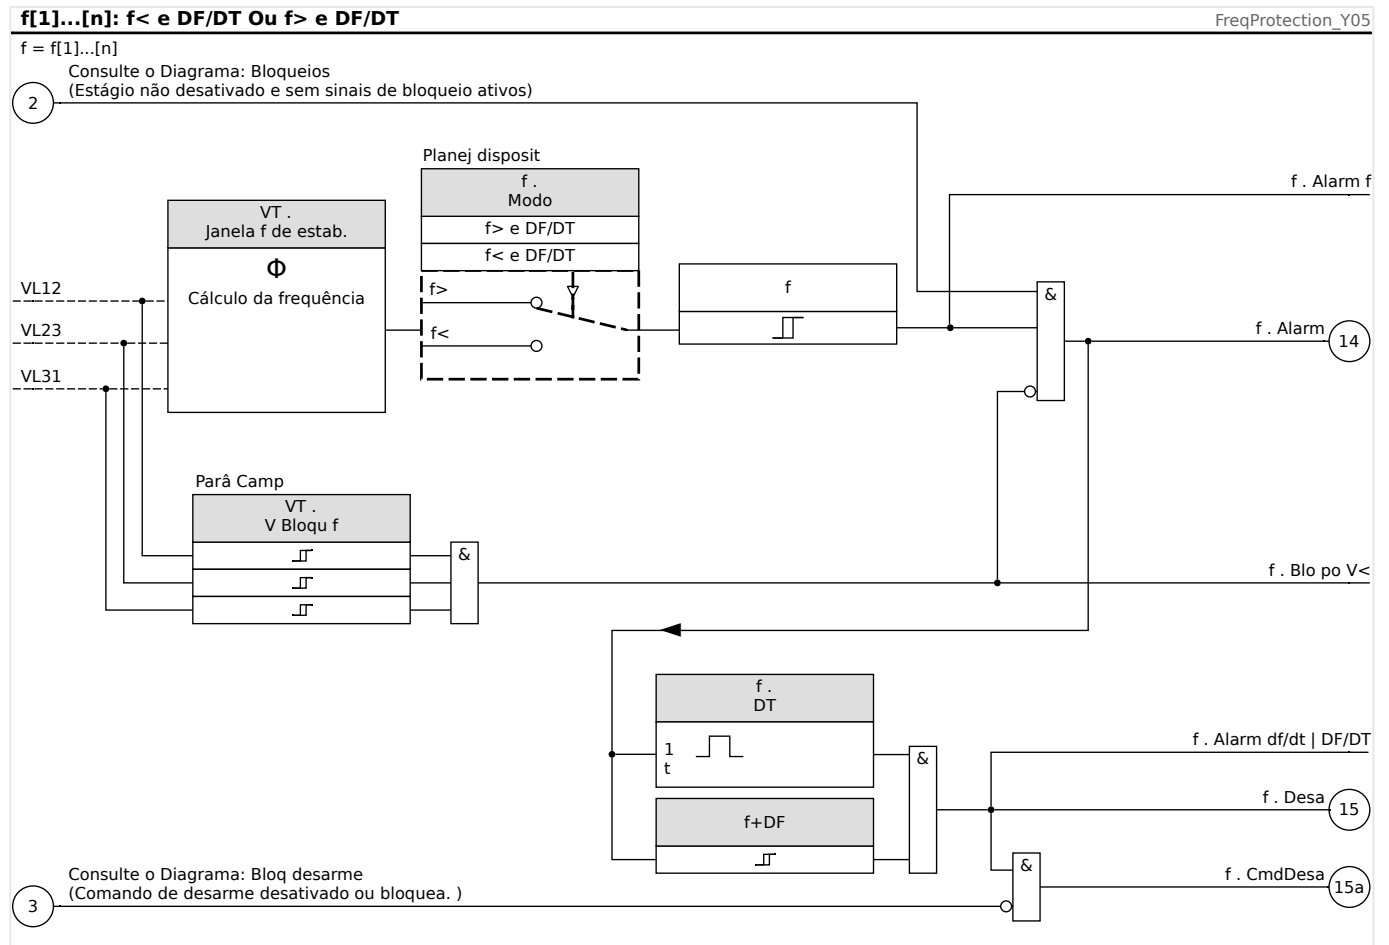 f[1]...[n]: f< e DF/DT Ou f> e DF/DT
FreqProtection_Y05
f = f[1]...[n]
Consulte o Diagrama: Bloqueios
(Estágio não desativado e sem sinais de bloqueio ativos)
2
Planej disposit
f .
Modo
f> e DF/DT
f< e DF/DT
f>
f<
VT .
Janela f de estab.
Φ
Cálculo da frequência
VL12
VL23
VL31
f
&
f . Alarm f
f . Alarm
14
Parâ Camp
VT .
V Bloqu f
&
f . Blo po V<
f .
DT
1
t
f+DF
&
f . Alarm df/dt | DF/DT
f . Desa
15
&
f . CmdDesa
15a
Consulte o Diagrama: Bloq desarme
(Comando de desarme desativado ou bloquea. )
3